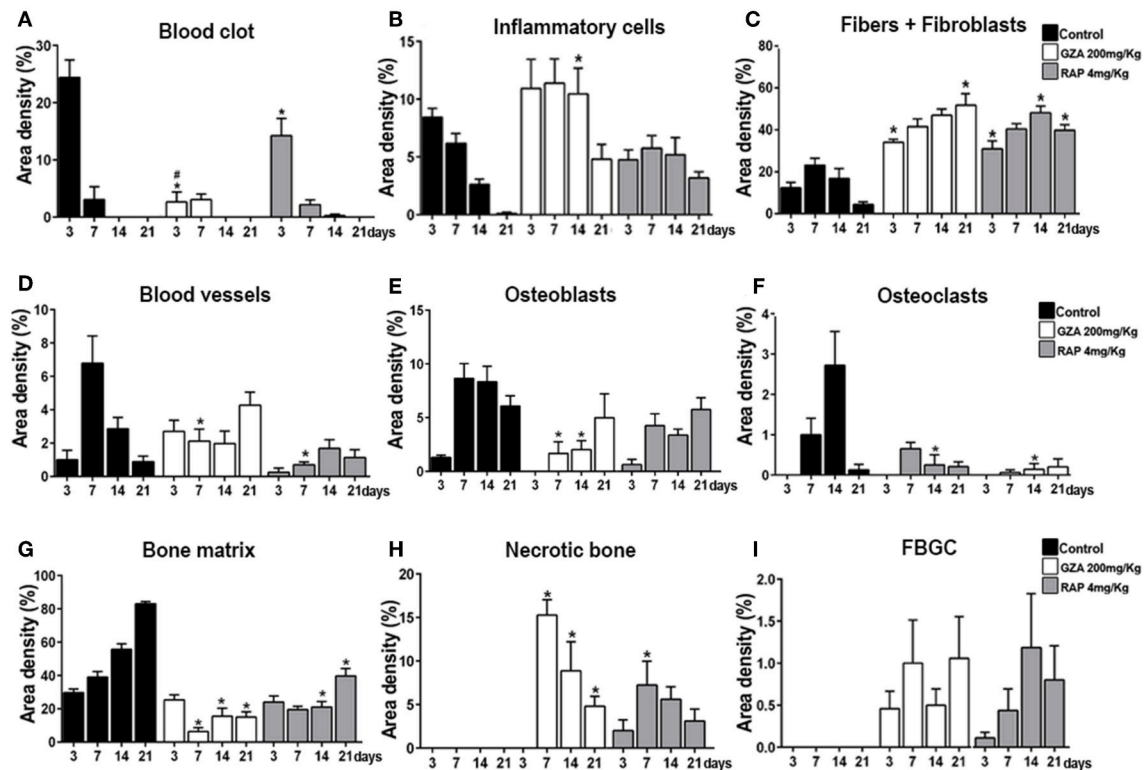 A
Blood clot
Area density (%)
30
20
10
0
3 7 14 21 3 7 14 21 3 7 14 21 days
#
*
*
B
Inflammatory cells
Area density (%)
15
10
5
0
3 7 14 21 3 7 14 21 3 7 14 21 days
*
C
Fibers + Fibroblasts
Control
GZA 200mg/Kg
RAP 4mg/Kg
Area density (%)
80
60
40
20
0
3 7 14 21 3 7 14 21 3 7 14 21 days
* * * * *
D
Blood vessels
Area density (%)
10
8
6
4
2
0
3 7 14 21 3 7 14 21 3 7 14 21 days
* *
E
Osteoblasts
Area density (%)
15
10
5
0
3 7 14 21 3 7 14 21 3 7 14 21 days
* *
F
Osteoclasts
Control
GZA 200mg/Kg
RAP 4mg/Kg
Area density (%)
4
3
2
1
0
3 7 14 21 3 7 14 21 3 7 14 21 days
* *
G
Bone matrix
Area density (%)
100
80
60
40
20
0
3 7 14 21 3 7 14 21 3 7 14 21 days
* * * * *
H
Necrotic bone
Area density (%)
20
15
10
5
0
3 7 14 21 3 7 14 21 3 7 14 21 days
* * * *
I
FBGC
Control
GZA 200mg/Kg
RAP 4mg/Kg
Area density (%)
2.0
1.5
1.0
0.5
0.0
3 7 14 21 3 7 14 21 3 7 14 21 days